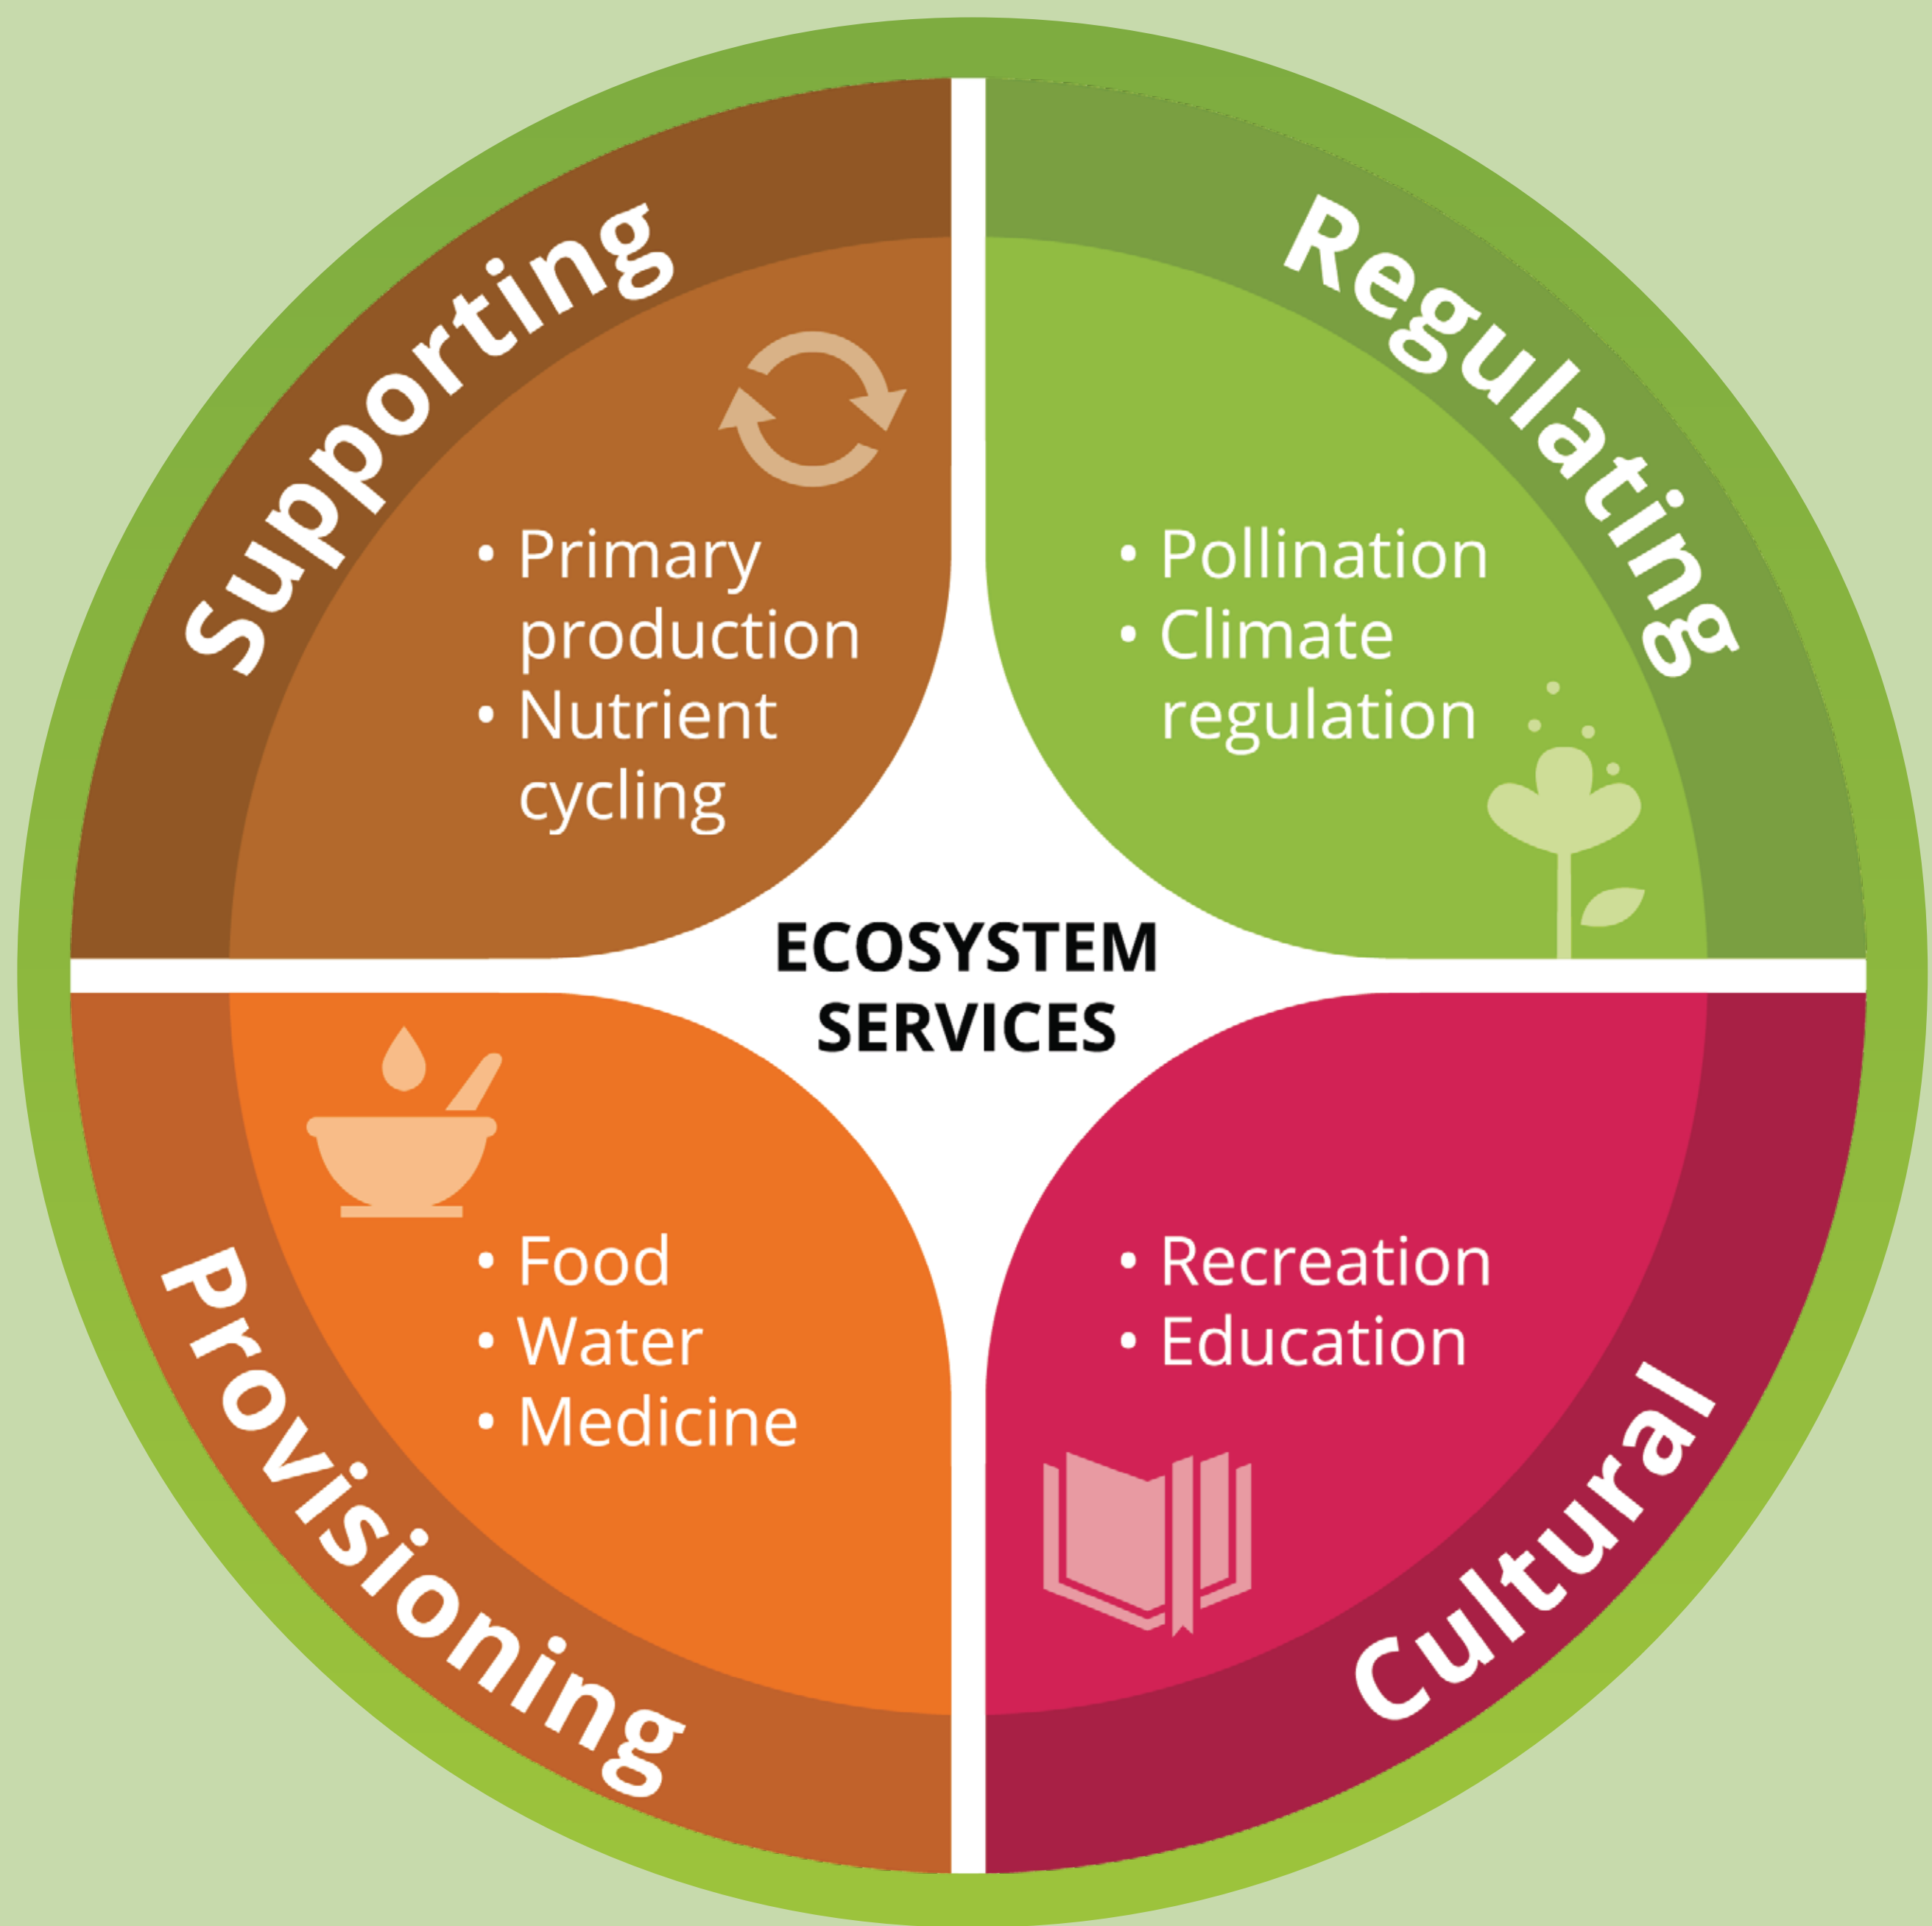 Supporting
• Primary
production
• Nutrient
cycling
Regulating
• Pollination
• Climate
regulation
ECOSYSTEM
SERVICES
Provisioning
• Food
• Water
• Medicine
Cultural
• Recreation
• Education